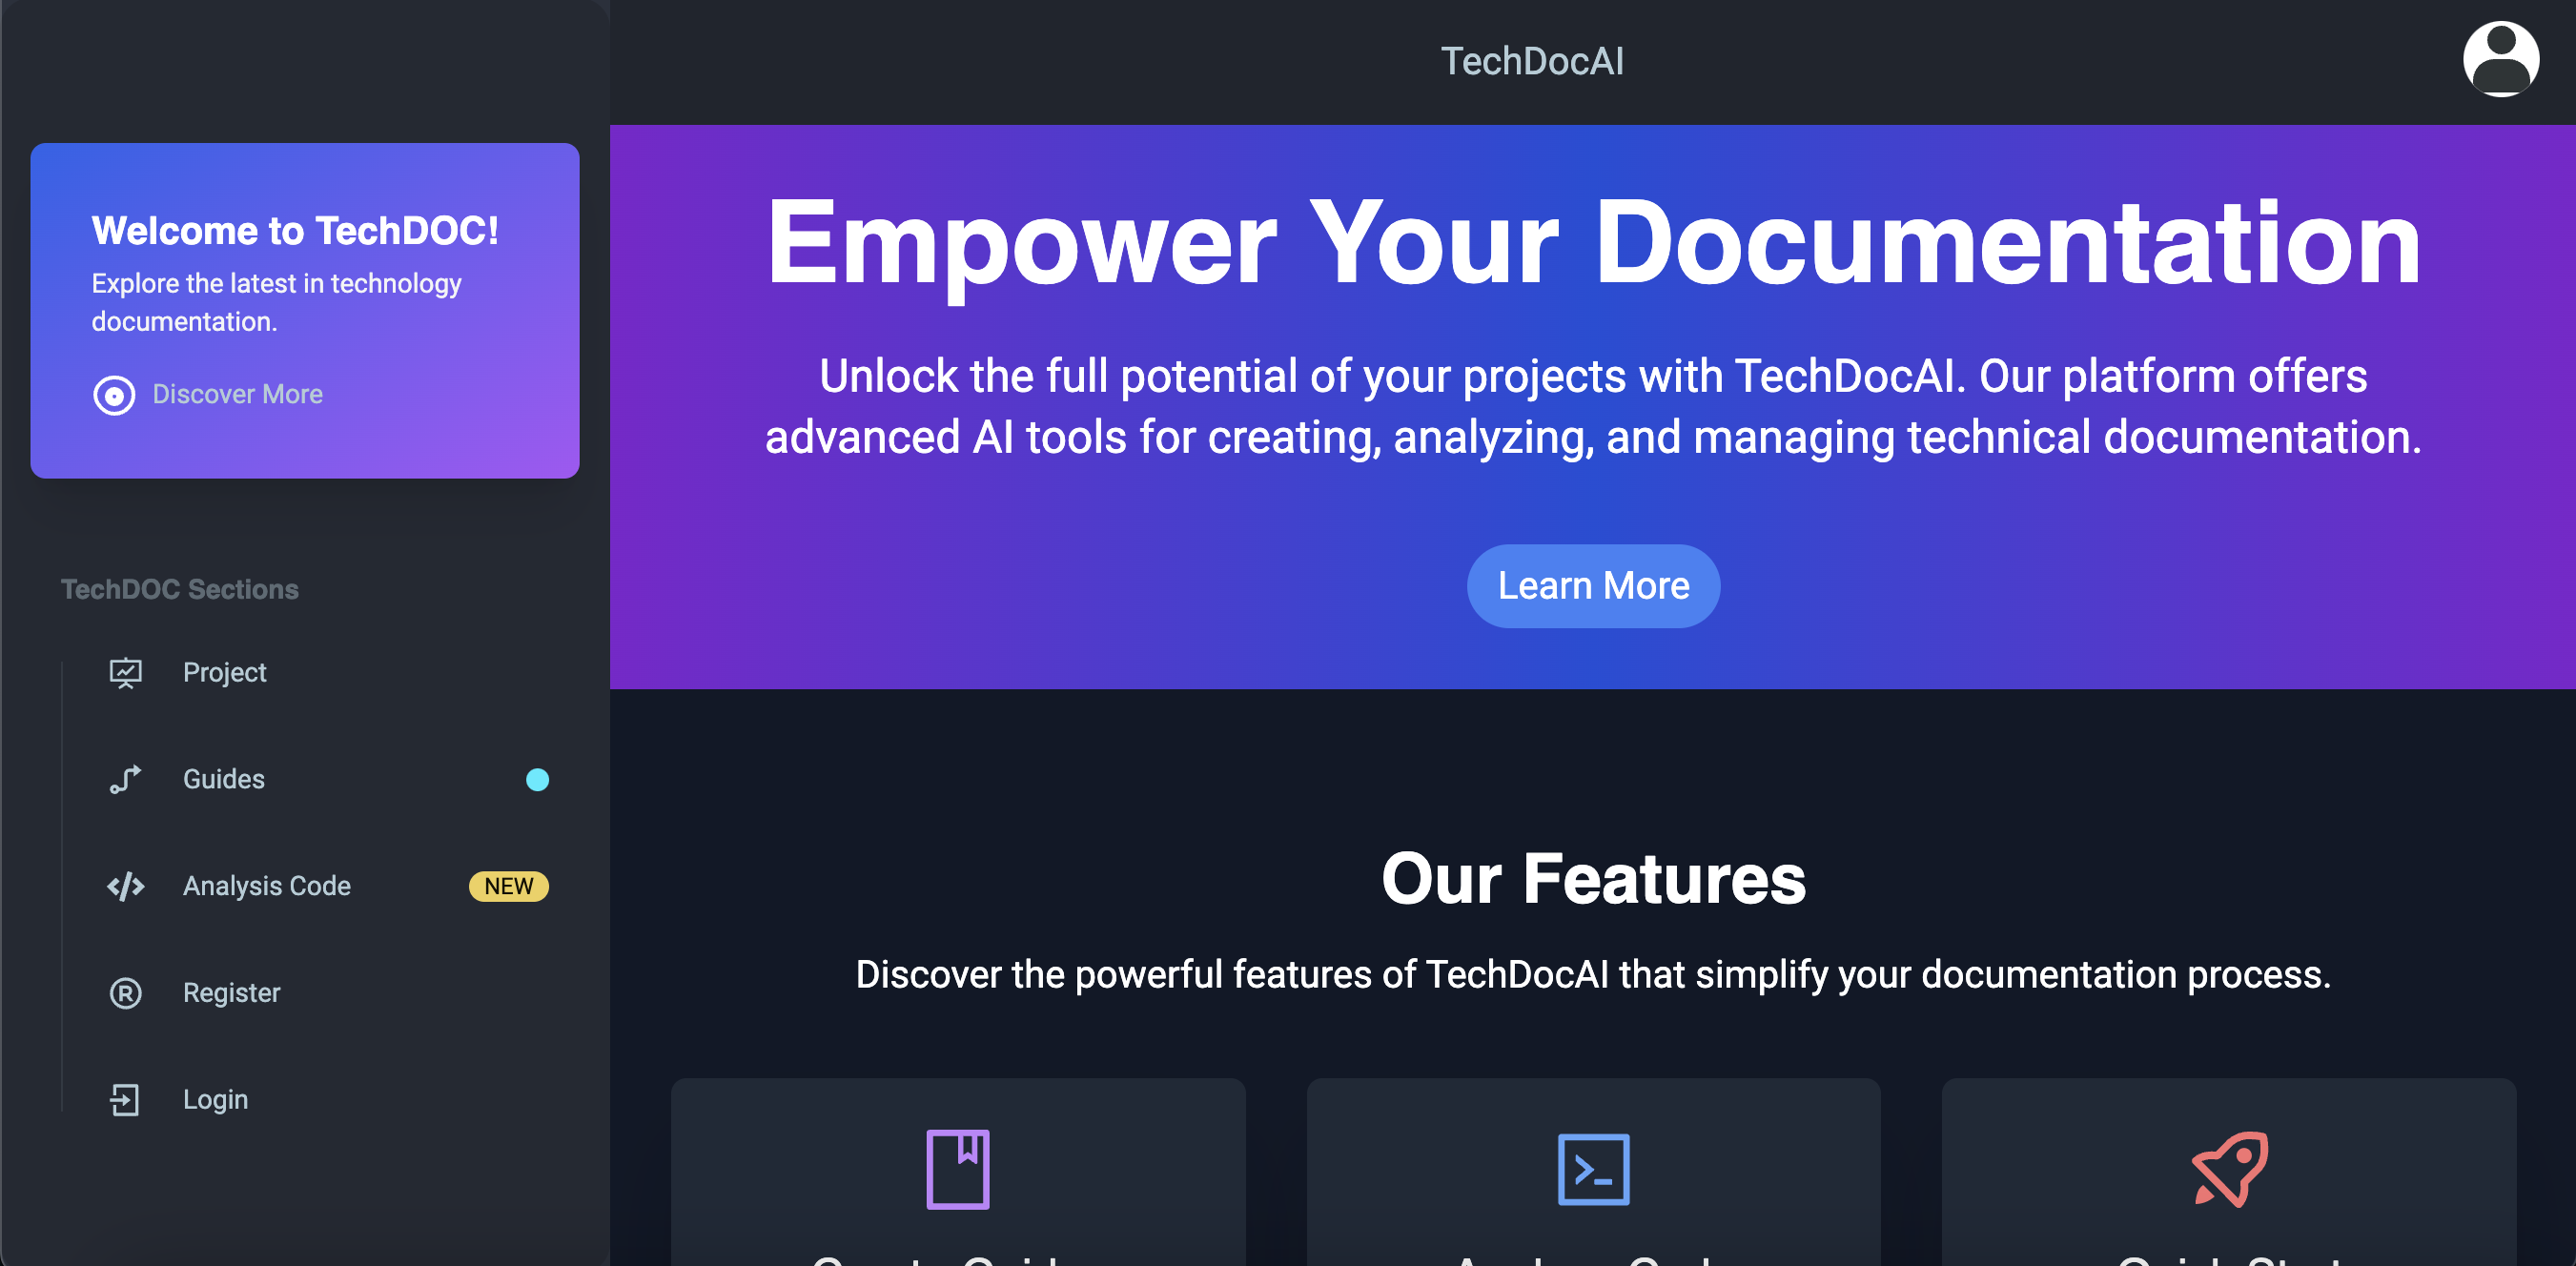 TechDocAI
Welcome to TechDOC!
Explore the latest in technology
documentation.
Discover More
TechDOC Sections
Project
Guides
Analysis Code
NEW
Register
Login
Empower Your Documentation
Unlock the full potential of your projects with TechDocAI. Our platform offers
advanced AI tools for creating, analyzing, and managing technical documentation.
Learn More
Our Features
Discover the powerful features of TechDocAI that simplify your documentation process.